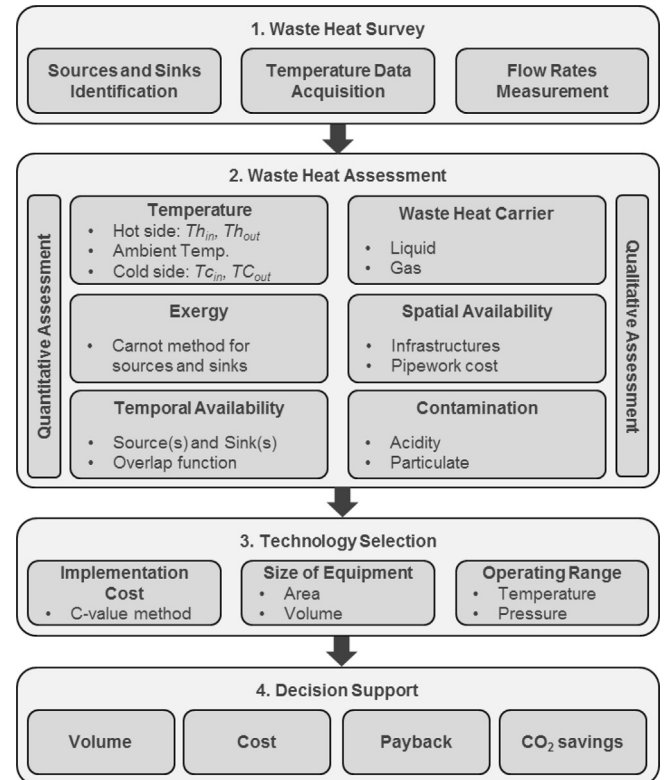 1. Waste Heat Survey
Sources and Sinks
Identification
Temperature Data
Acquisition
Flow Rates
Measurement
2. Waste Heat Assessment
Quantitative Assessment
Temperature
• Hot side: Th_in, Th_out
• Ambient Temp.
• Cold side: Tc_in, TC_out
Exergy
• Carnot method for
sources and sinks
Temporal Availability
• Source(s) and Sink(s)
• Overlap function
Waste Heat Carrier
• Liquid
• Gas
Spatial Availability
• Infrastructures
• Pipework cost
Contamination
• Acidity
• Particulate
Qualitative Assessment
3. Technology Selection
Implementation
Cost
• C-value method
Size of Equipment
• Area
• Volume
Operating Range
• Temperature
• Pressure
4. Decision Support
Volume
Cost
Payback
CO₂ savings